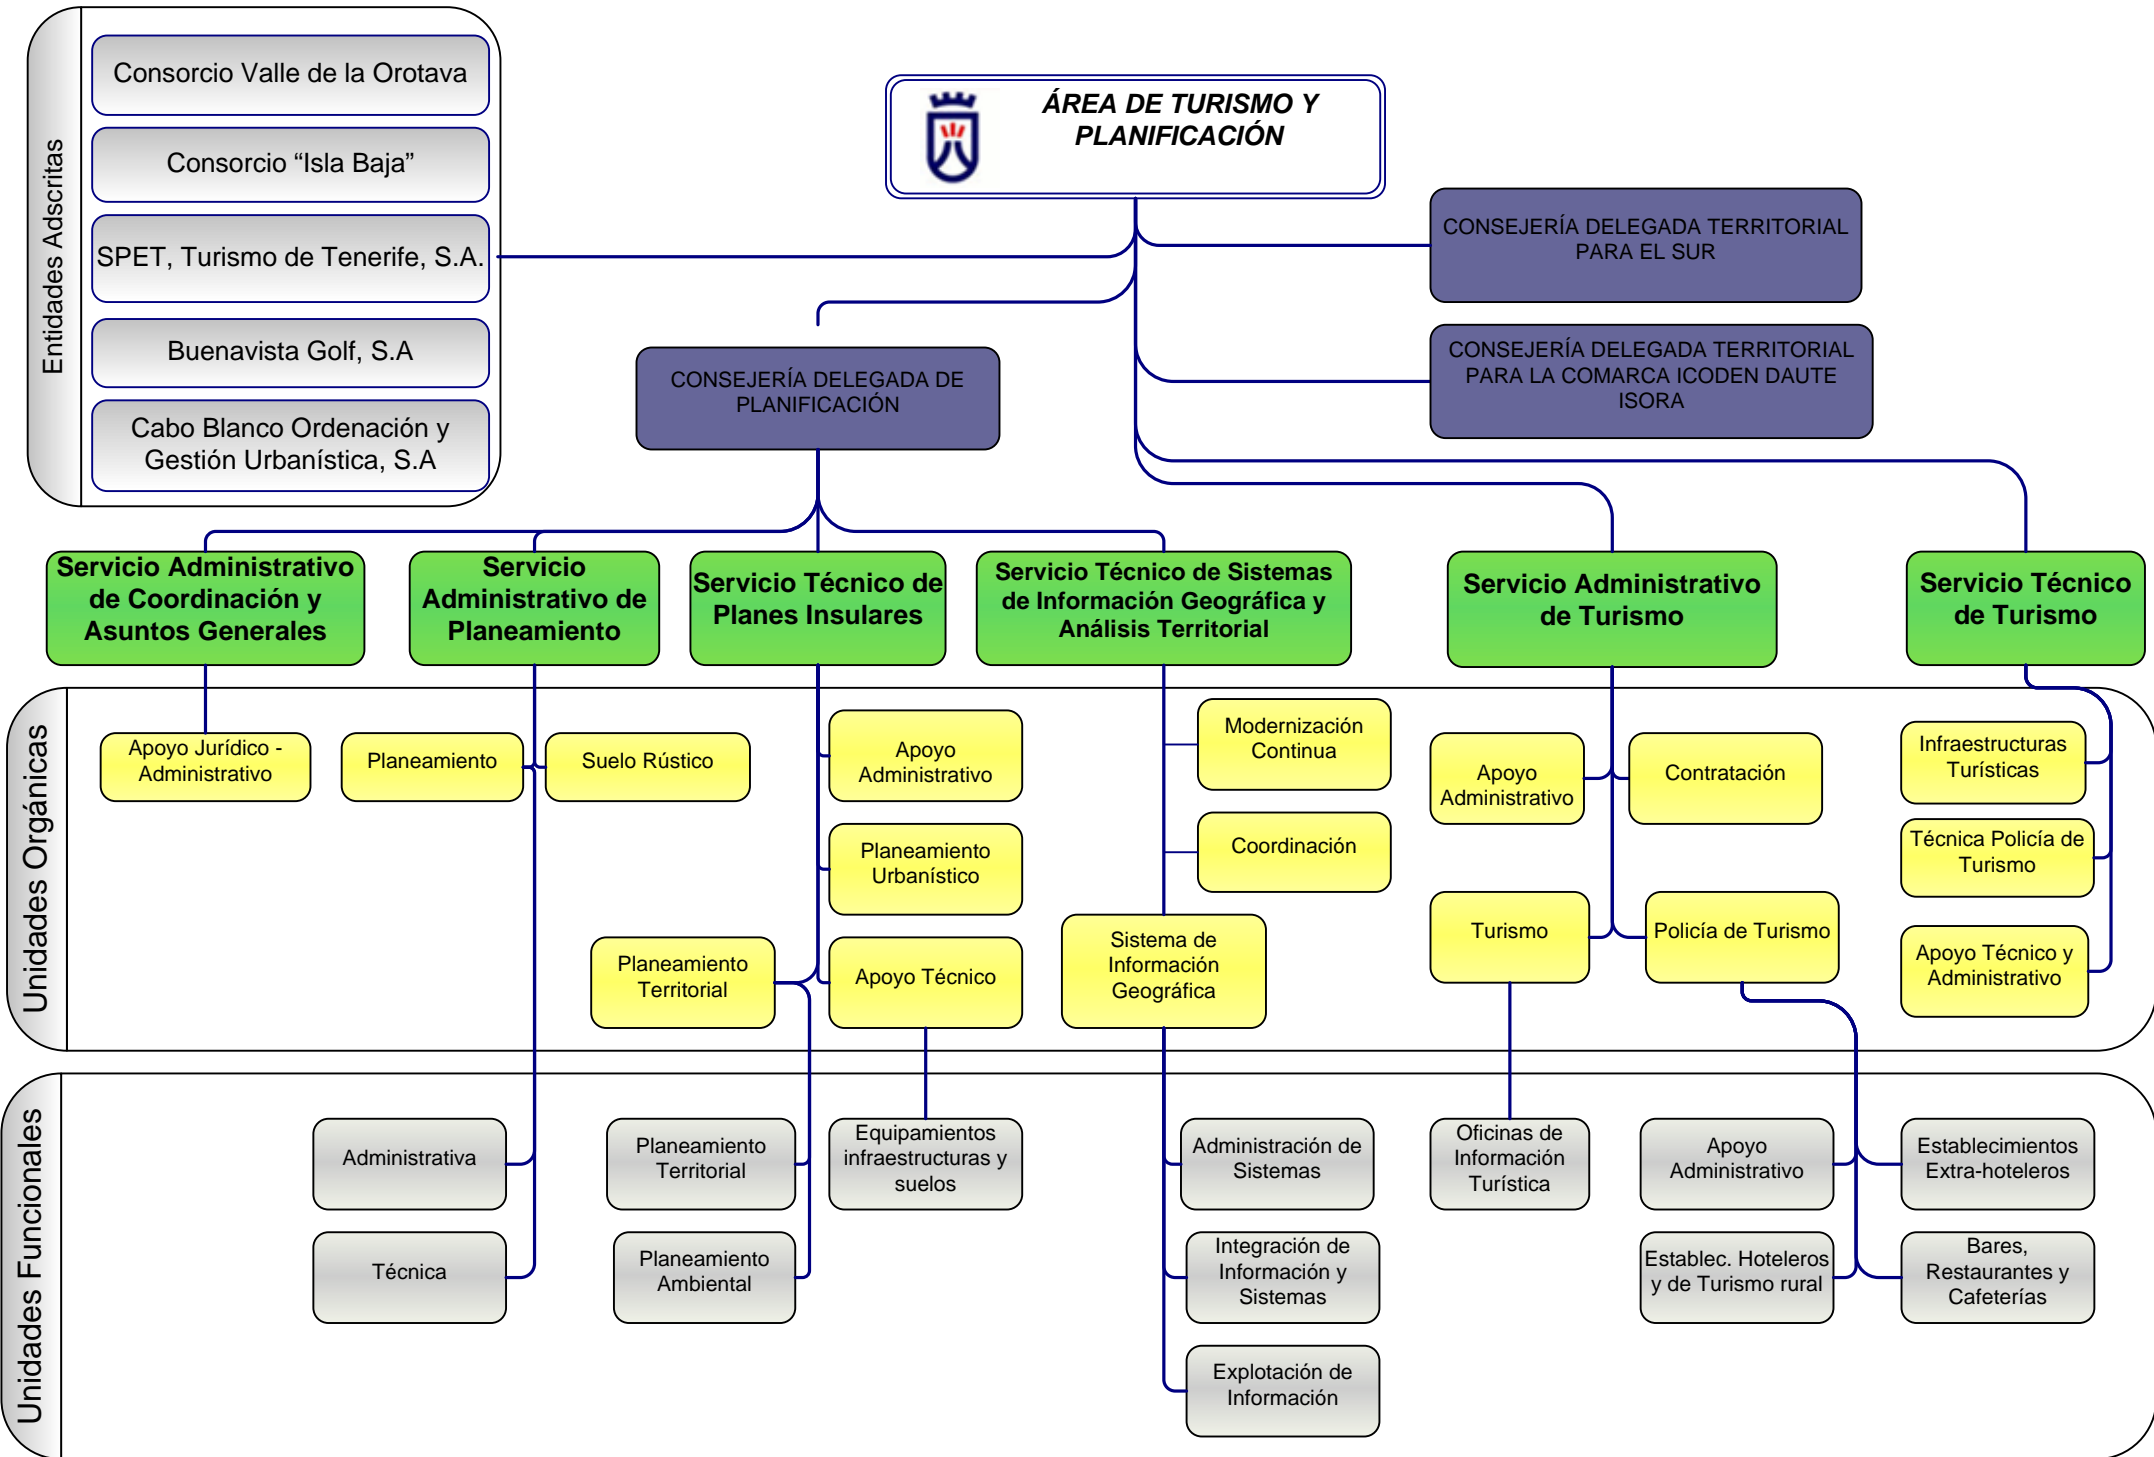 Entidades Adscritas
Consorcio Valle de la Orotava
Consorcio “Isla Baja”
SPET, Turismo de Tenerife, S.A.
Buenavista Golf, S.A
Cabo Blanco Ordenación y
Gestión Urbanística, S.A
ÁREA DE TURISMO Y
PLANIFICACIÓN
CONSEJERÍA DELEGADA TERRITORIAL
PARA EL SUR
CONSEJERÍA DELEGADA TERRITORIAL
PARA LA COMARCA ICODEN DAUTE
ISORA
CONSEJERÍA DELEGADA DE
PLANIFICACIÓN
Servicio Administrativo
de Coordinación y
Asuntos Generales
Servicio
Administrativo de
Planeamiento
Servicio Técnico de
Planes Insulares
Servicio Técnico de Sistemas
de Información Geográfica y
Análisis Territorial
Servicio Administrativo
de Turismo
Servicio Técnico
de Turismo
Unidades Orgánicas
Apoyo Jurídico -
Administrativo
Planeamiento
Suelo Rústico
Apoyo
Administrativo
Planeamiento
Urbanístico
Planeamiento
Territorial
Apoyo Técnico
Modernización
Continua
Coordinación
Sistema de
Información
Geográfica
Apoyo
Administrativo
Contratación
Turismo
Policía de Turismo
Infraestructuras
Turísticas
Técnica Policía de
Turismo
Apoyo Técnico y
Administrativo
Unidades Funcionales
Administrativa
Técnica
Planeamiento
Territorial
Planeamiento
Ambiental
Equipamientos
infraestructuras y
suelos
Administración de
Sistemas
Integración de
Información y
Sistemas
Explotación de
Información
Oficinas de
Información
Turística
Apoyo
Administrativo
Establecimientos
Extra-hoteleros
Establec. Hoteleros
y de Turismo rural
Bares,
Restaurantes y
Cafeterías